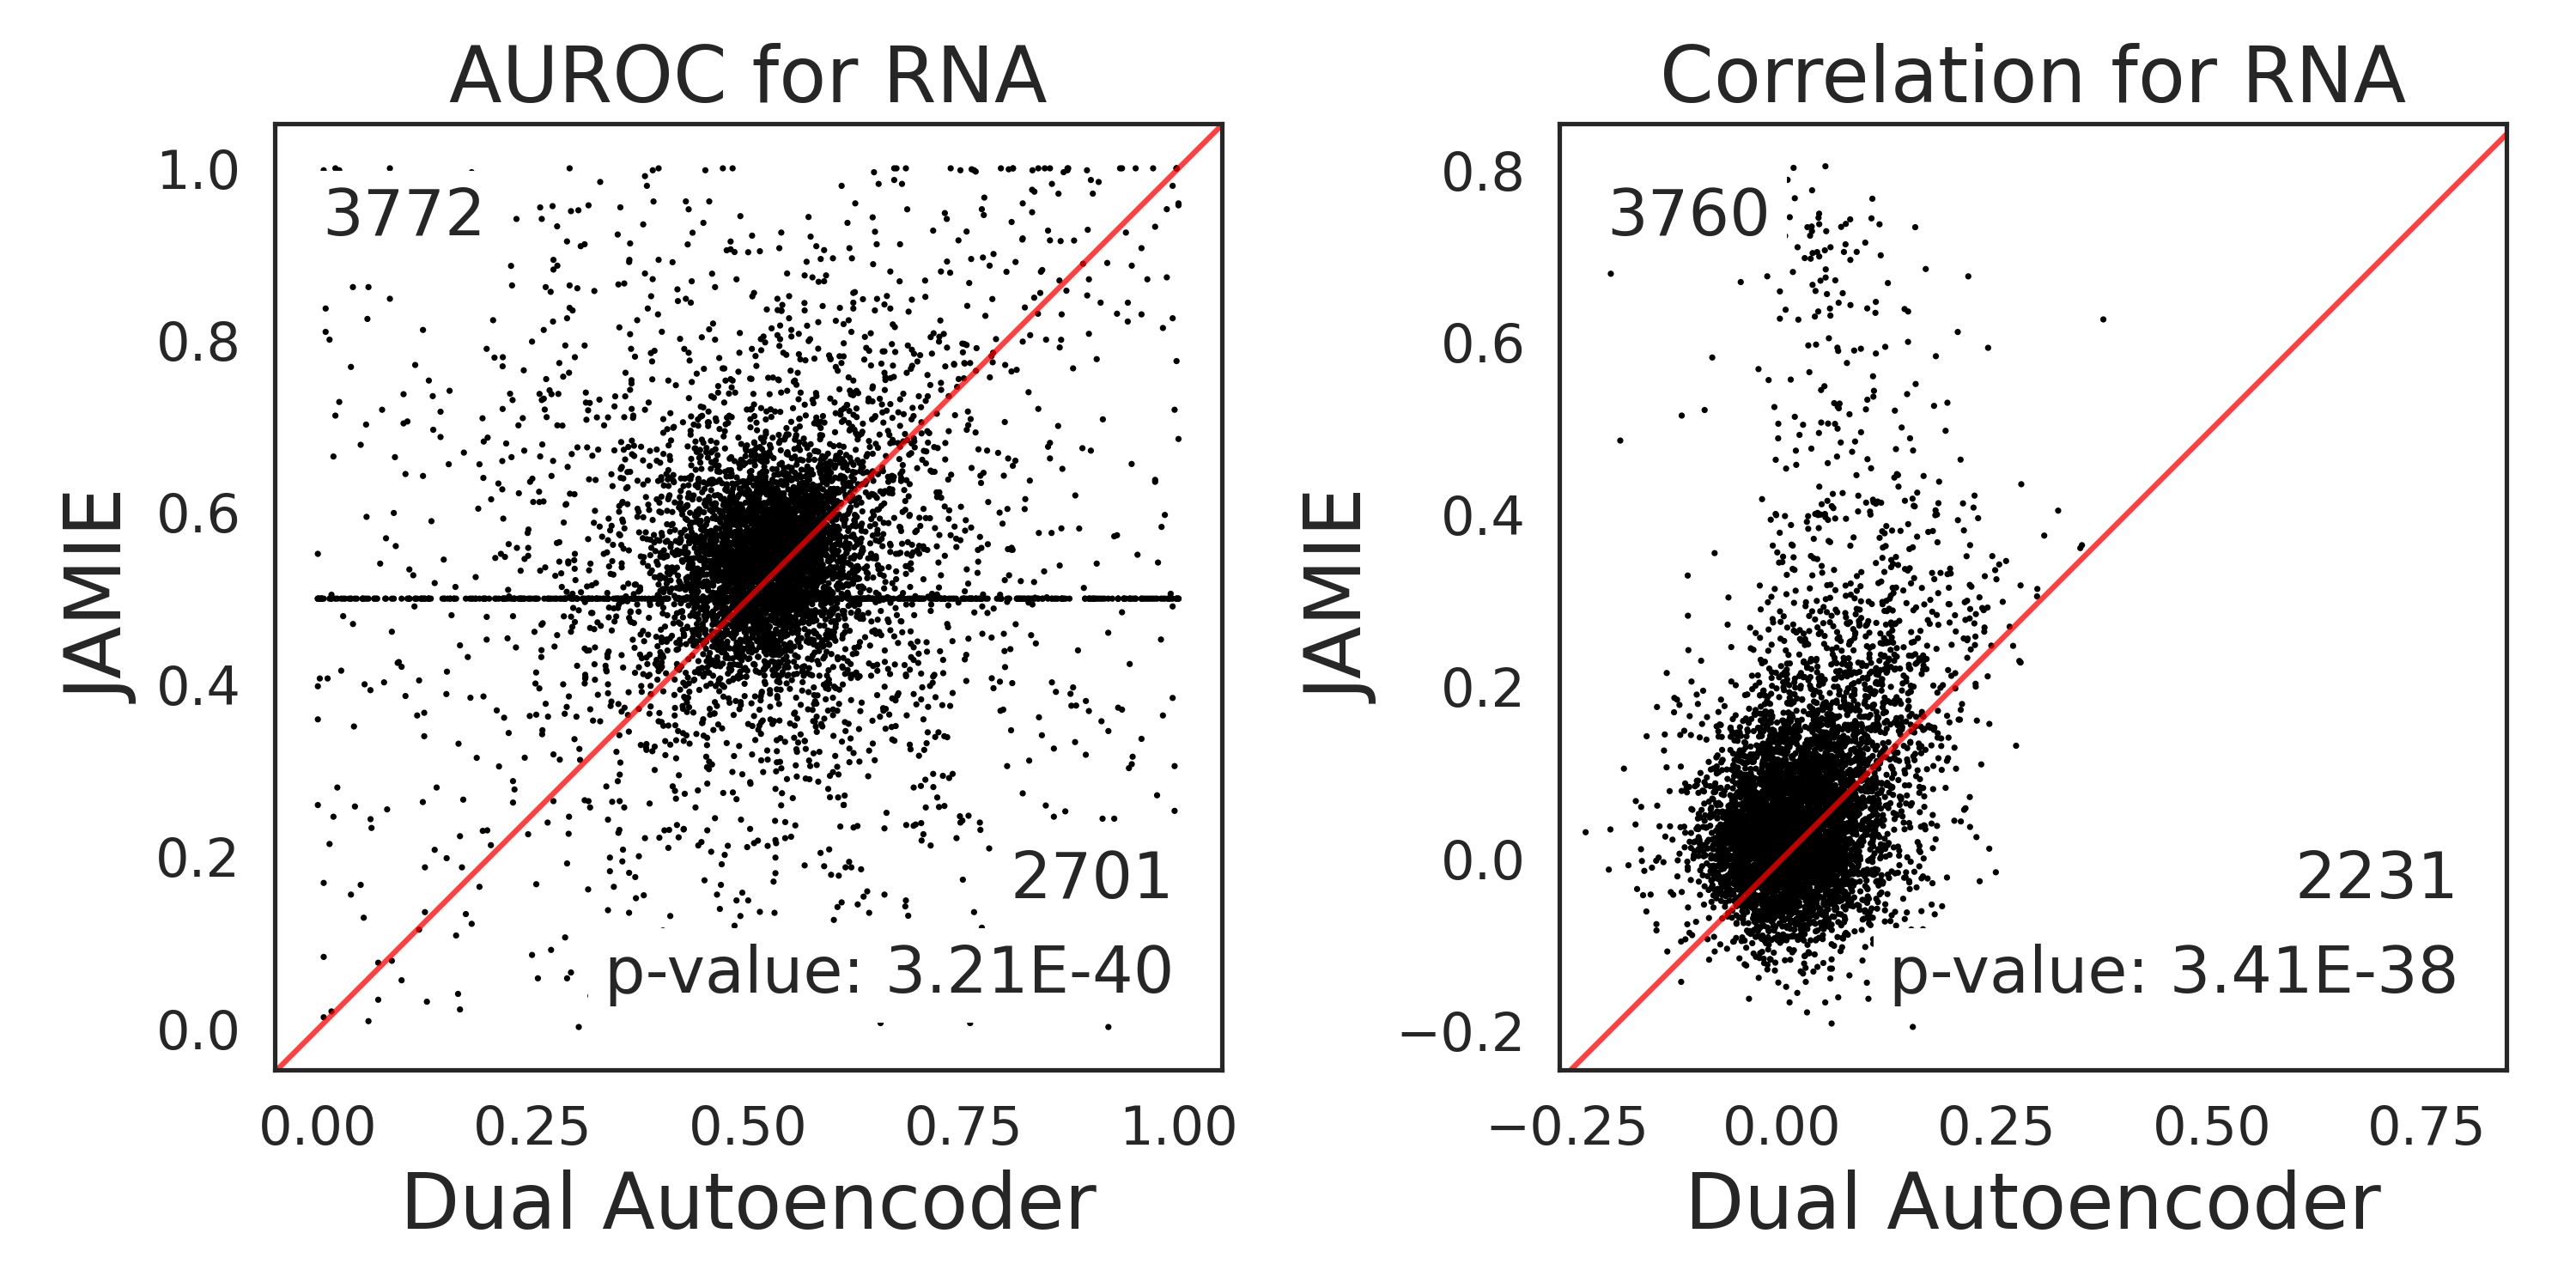 AUROC for RNA
JAMIE
1.0
0.8
0.6
0.4
0.2
0.0
3772
2701
p-value: 3.21E-40
0.00 0.25 0.50 0.75 1.00
Dual Autoencoder
Correlation for RNA
JAMIE
0.8
0.6
0.4
0.2
0.0
−0.2
3760
2231
p-value: 3.41E-38
−0.25 0.00 0.25 0.50 0.75
Dual Autoencoder